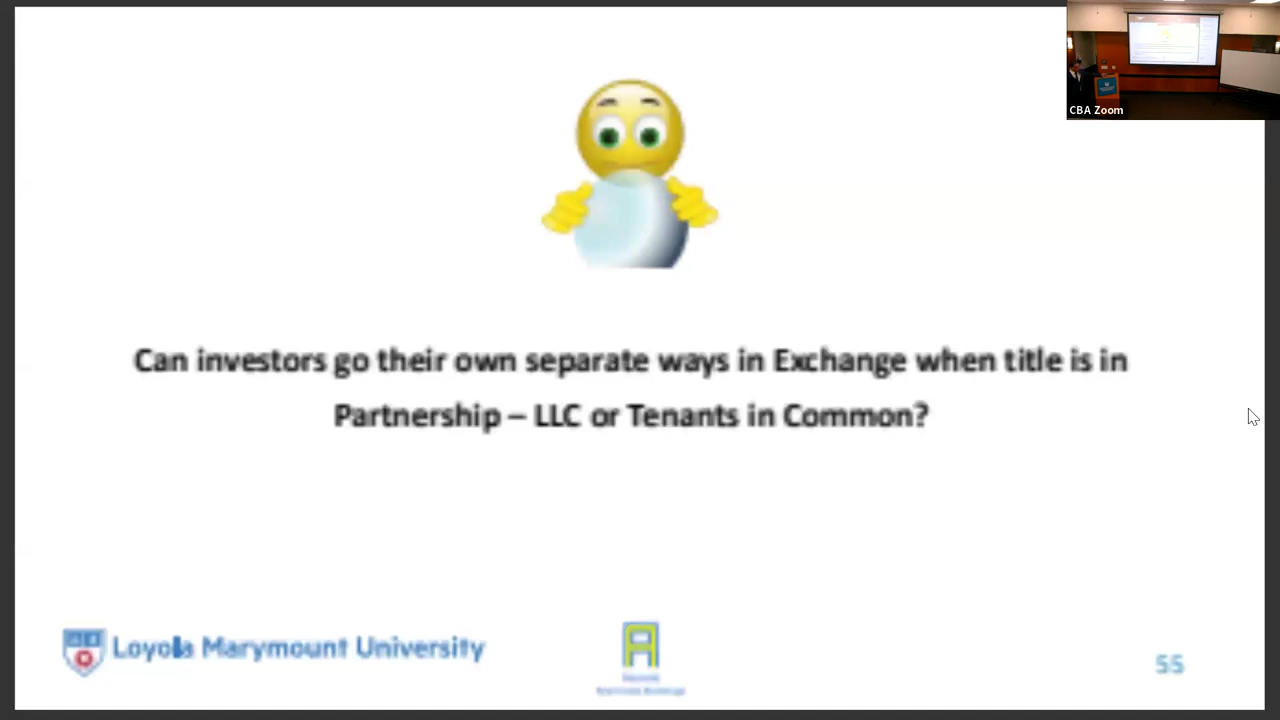 CBA Zoom
Can investors go their own separate ways in Exchange when title is in
Partnership – LLC or Tenants in Common?
Loyola Marymount University
55